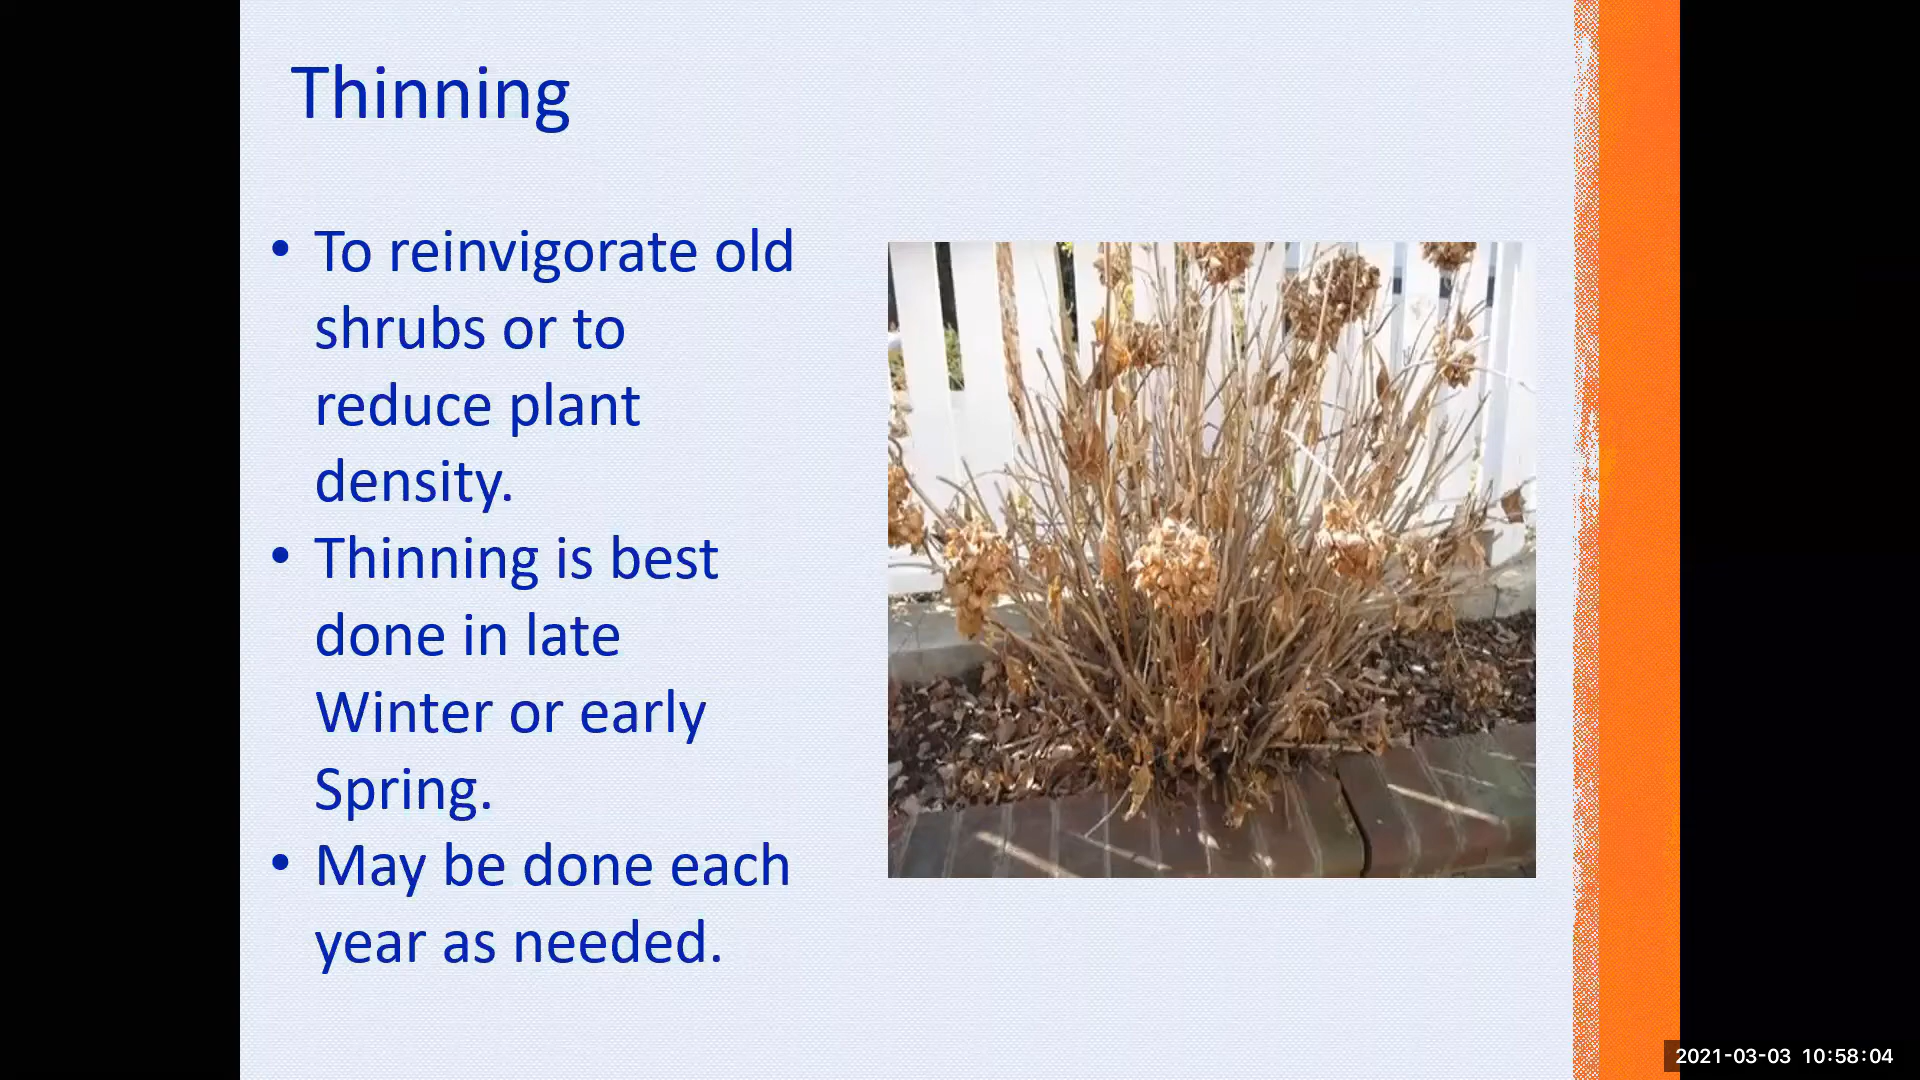 Thinning
• To reinvigorate old
shrubs or to
reduce plant
density.
• Thinning is best
done in late
Winter or early
Spring.
• May be done each
year as needed.
2021-03-03 10:58:04